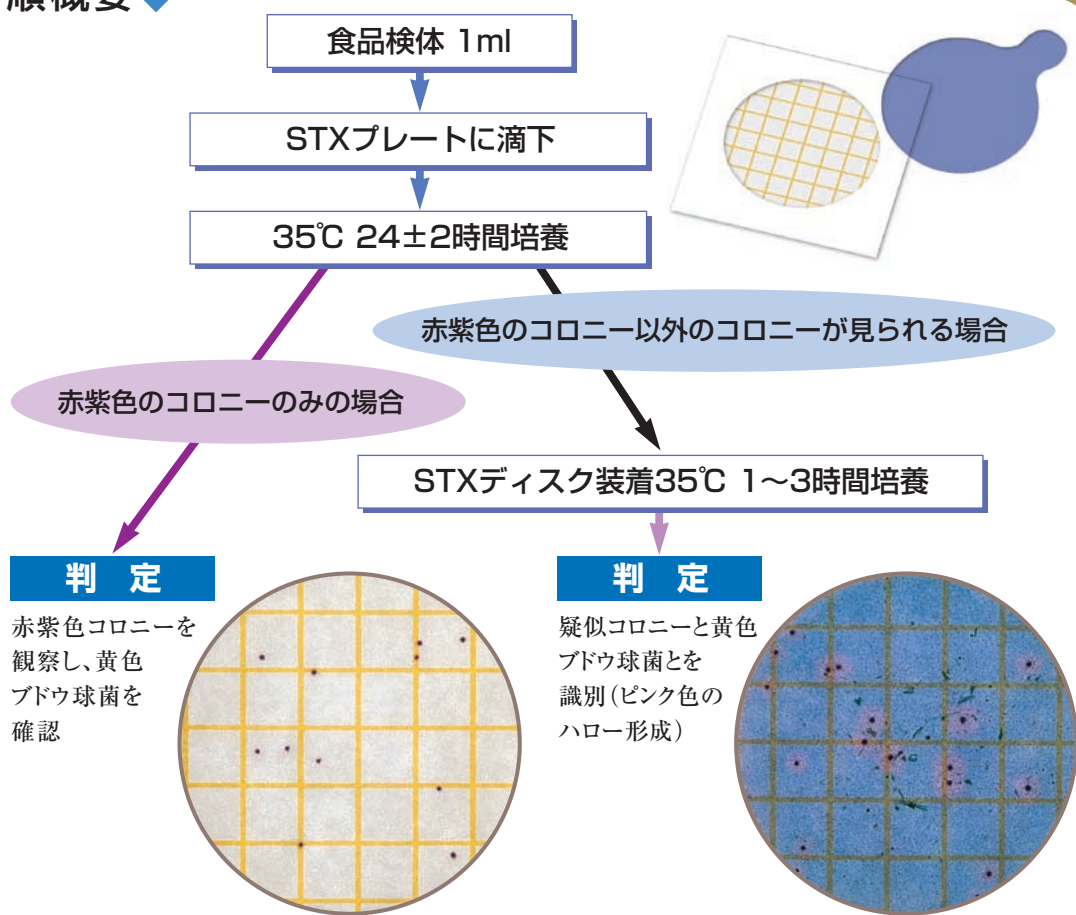 順概要
食品検体 1ml
STXプレートに滴下
35℃ 24±2時間培養
赤紫色のコロニー以外のコロニーが見られる場合
赤紫色のコロニーのみの場合
STXディスク装着35℃ 1〜3時間培養
判 定
赤紫色コロニーを
観察し、黄色
ブドウ球菌を
確認
判 定
疑似コロニーと黄色
ブドウ球菌とを
識別(ピンク色の
ハロー形成)